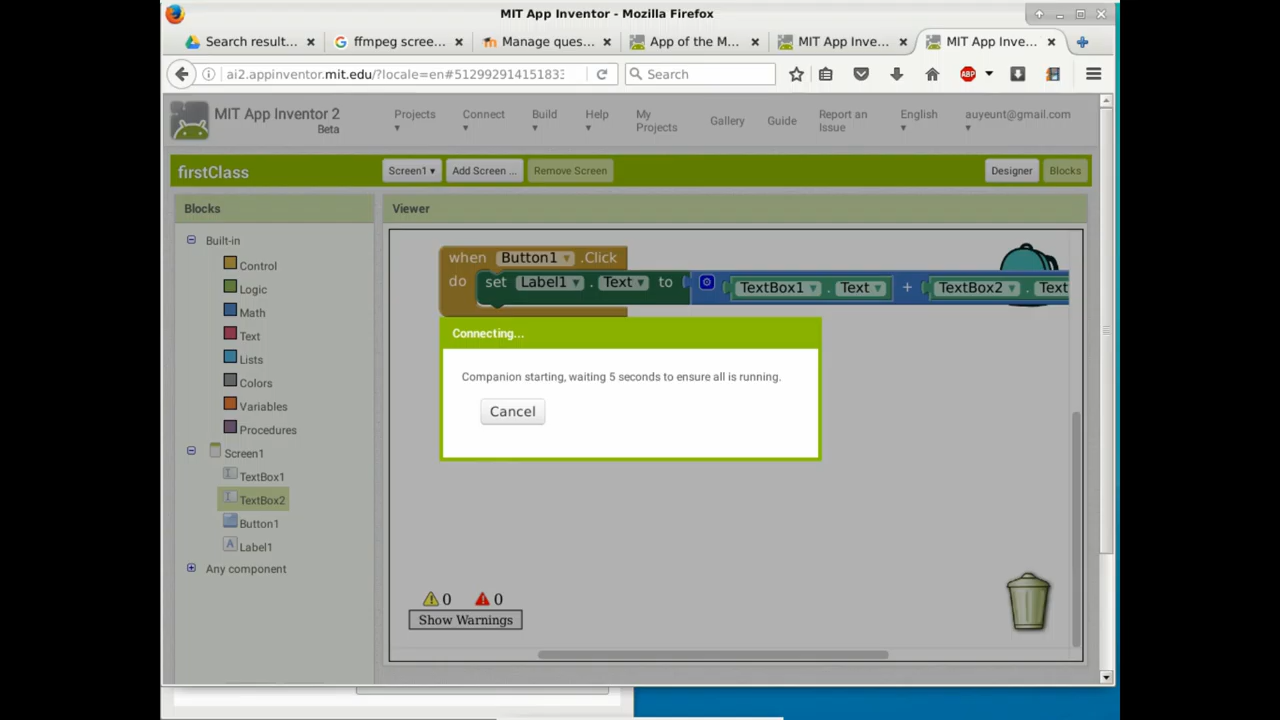 MIT App Inventor - Mozilla Firefox
Search result... ffmpeg scree... Manage ques... App of the M... MIT App Inve... MIT App Inve...
ai2.appinventor.mit.edu/?locale=en#512992914151833 Search ABP
MIT App Inventor 2
Beta
Projects Connect Build Help My Projects Gallery Guide Report an Issue English auyeunt@gmail.com
firstClass Screen1 Add Screen ... Remove Screen Designer Blocks
Blocks Viewer
Built-in
Control
Logic
Math
Text
Lists
Colors
Variables
Procedures
Screen1
TextBox1
TextBox2
Button1
Label1
Any component
when Button1 .Click
do set Label1 . Text to TextBox1 . Text + TextBox2 . Text
Connecting...
Companion starting, waiting 5 seconds to ensure all is running.
Cancel
0 0
Show Warnings